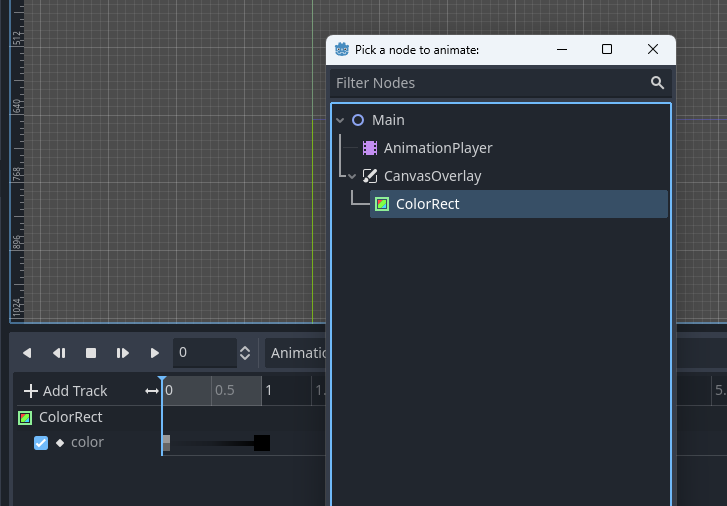 Pick a node to animate:
Filter Nodes
Main
AnimationPlayer
CanvasOverlay
ColorRect
512
640
768
896
1024
0
Animatio
Add Track
0
0.5
1
1.
5.
ColorRect
color